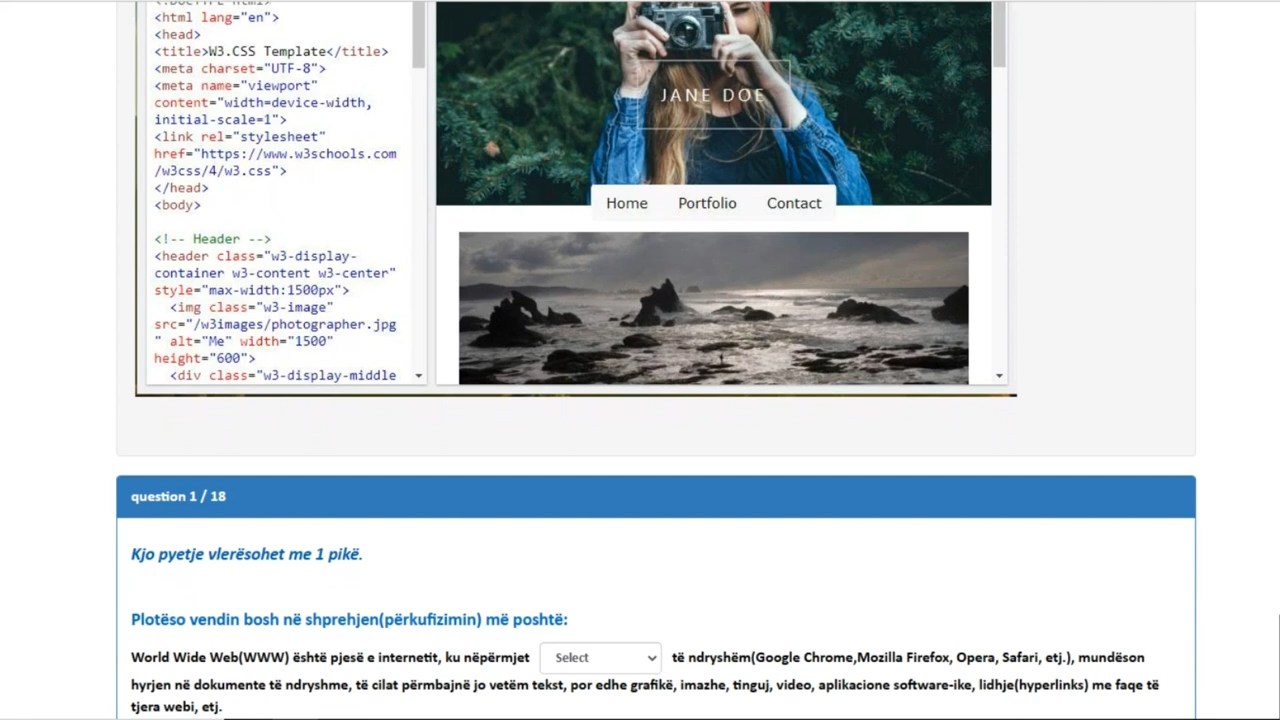 <!DOCTYPE html>
<html lang="en">
<head>
<title>W3.CSS Template</title>
<meta charset="UTF-8">
<meta name="viewport"
content="width=device-width,
initial-scale=1">
<link rel="stylesheet"
href="https://www.w3schools.com
/w3css/4/w3.css">
</head>
<body>
<!-- Header -->
<header class="w3-display-
container w3-content w3-center"
style="max-width:1500px">
<img class="w3-image"
src="/w3images/photographer.jpg
" alt="Me" width="1500"
height="600">
<div class="w3-display-middle
JANE DOE
Home Portfolio Contact
question 1 / 18
Kjo pyetje vlerësohet me 1 pikë.
Plotëso vendin bosh në shprehjen(përkufizimin) më poshtë:
World Wide Web(WWW) është pjesë e internetit, ku nëpërmjet Select të ndryshëm(Google Chrome,Mozilla Firefox, Opera, Safari, etj.), mundëson
hyrjen në dokumente të ndryshme, të cilat përmbajnë jo vetëm tekst, por edhe grafikë, imazhe, tinguj, video, aplikacione software-ike, lidhje(hyperlinks) me faqe të
tjera webi, etj.